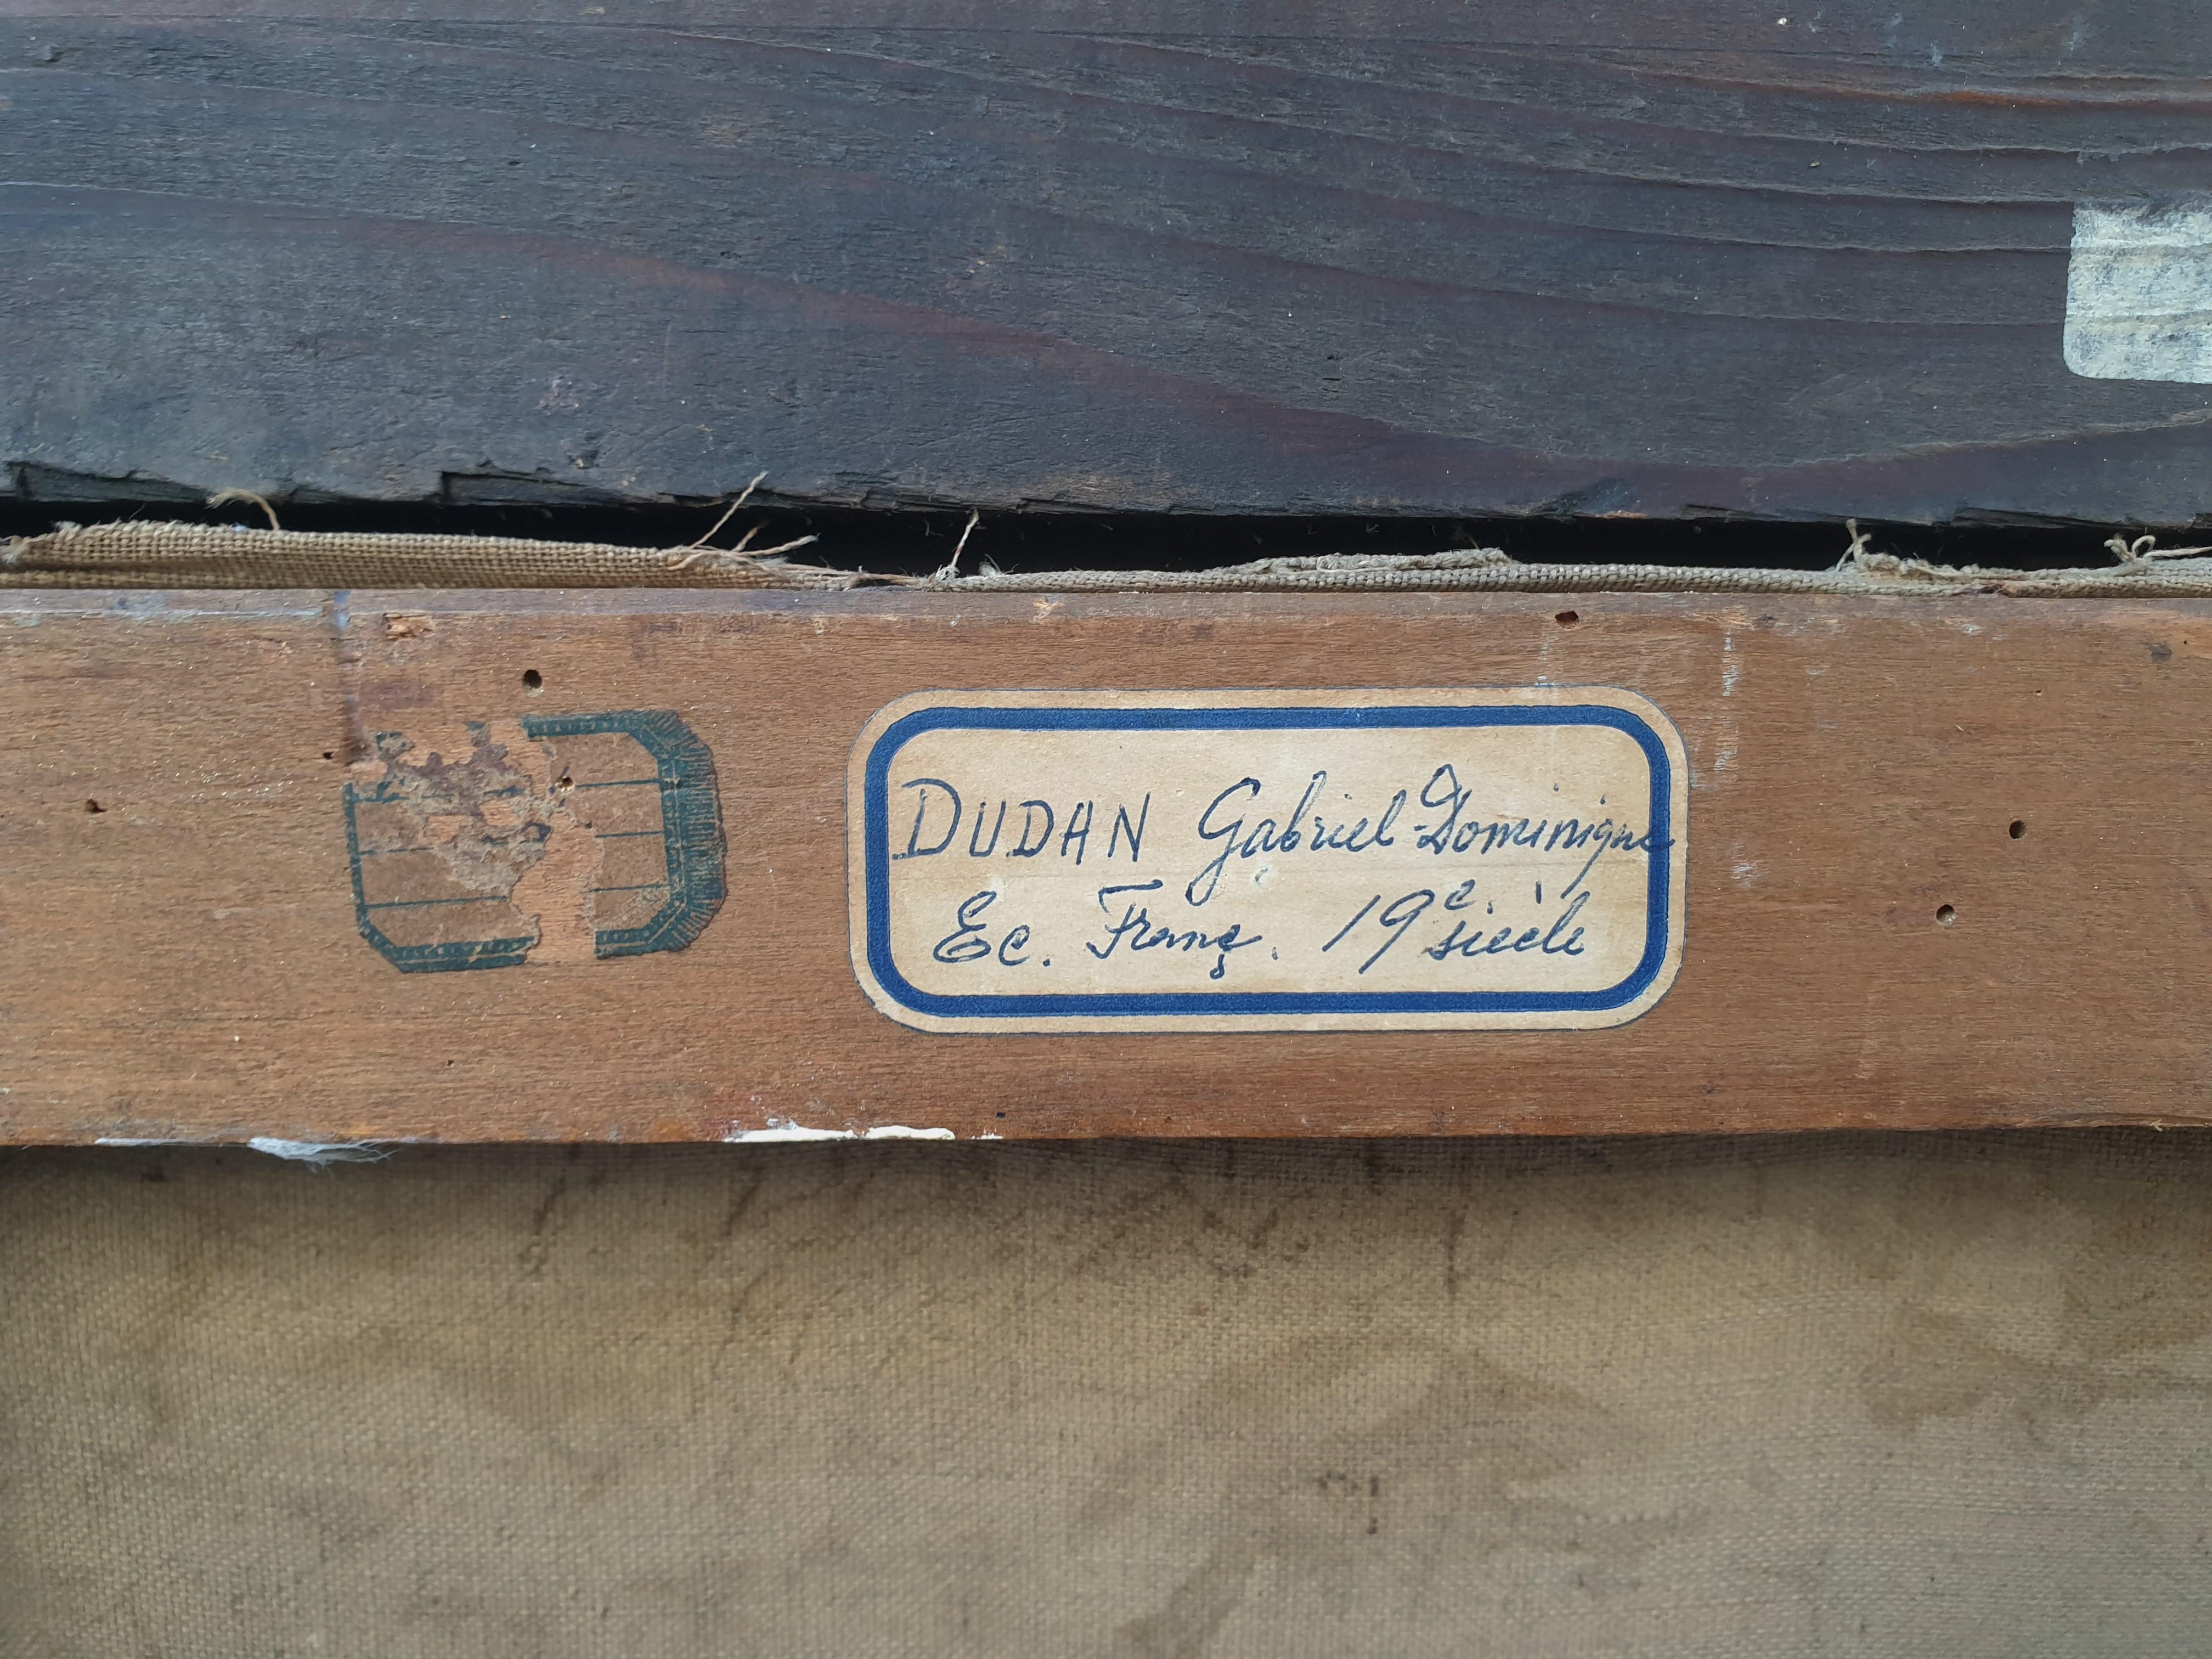 DUDAN Gabriel-Dominique
Ec. Franç. 19e siècle